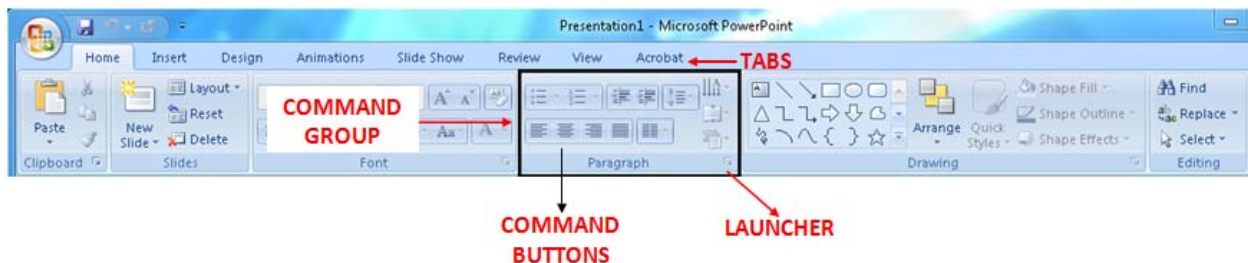 Presentation1 - Microsoft PowerPoint
Home Insert Design Animations Slide Show Review View Acrobat TABS
Layout
Reset
Delete
Paste
New
Slide
COMMAND
GROUP
A A
Aa A
Arrange
Quick
Styles
Shape Fill
Shape Outline
Shape Effects
Find
Replace
Select
Clipboard Slides Font Paragraph Drawing Editing
COMMAND
BUTTONS
LAUNCHER